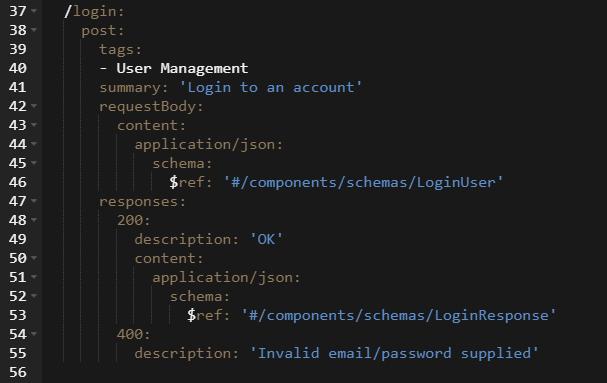 37 /login:
38 post:
39 tags:
40 - User Management
41 summary: 'Login to an account'
42 requestBody:
43 content:
44 application/json:
45 schema:
46 $ref: '#/components/schemas/LoginUser'
47 responses:
48 200:
49 description: 'OK'
50 content:
51 application/json:
52 schema:
53 $ref: '#/components/schemas/LoginResponse'
54 400:
55 description: 'Invalid email/password supplied'
56